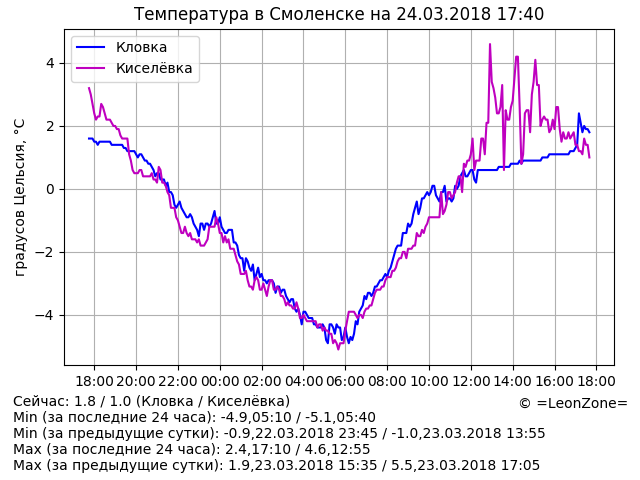 Температура в Смоленске на 24.03.2018 17:40
Кловка
Киселёвка
градусов Цельсия, °C
4
2
0
−2
−4
18:00 20:00 22:00 00:00 02:00 04:00 06:00 08:00 10:00 12:00 14:00 16:00 18:00
Сейчас: 1.8 / 1.0 (Кловка / Киселёвка)
© =LeonZone=
Min (за последние 24 часа): -4.9,05:10 / -5.1,05:40
Min (за предыдущие сутки): -0.9,22.03.2018 23:45 / -1.0,23.03.2018 13:55
Max (за последние 24 часа): 2.4,17:10 / 4.6,12:55
Max (за предыдущие сутки): 1.9,23.03.2018 15:35 / 5.5,23.03.2018 17:05